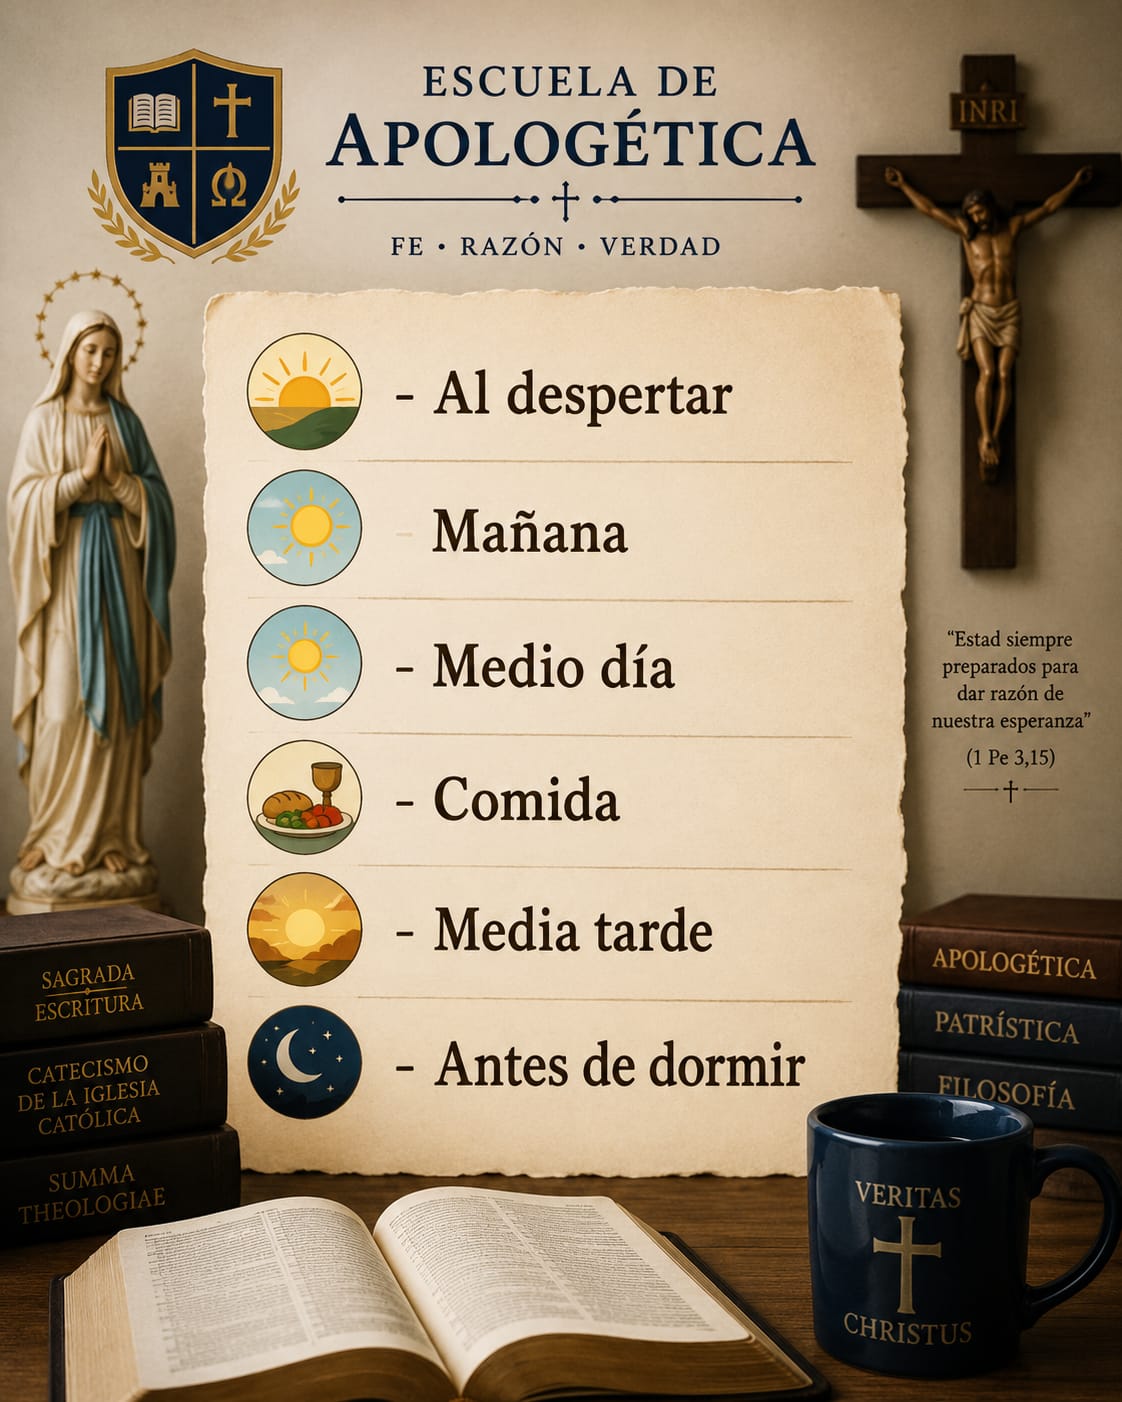 ESCUELA DE
APOLOGÉTICA
FE • RAZÓN • VERDAD
INRI
- Al despertar
- Mañana
- Medio día
- Comida
- Media tarde
- Antes de dormir
“Estad siempre
preparados para
dar razón de
nuestra esperanza”
(1 Pe 3,15)
SAGRADA
ESCRITURA
CATECISMO
DE LA IGLESIA
CATÓLICA
SUMMA
THEOLOGIAE
APOLOGÉTICA
PATRÍSTICA
FILOSOFÍA
VERITAS
CHRISTUS